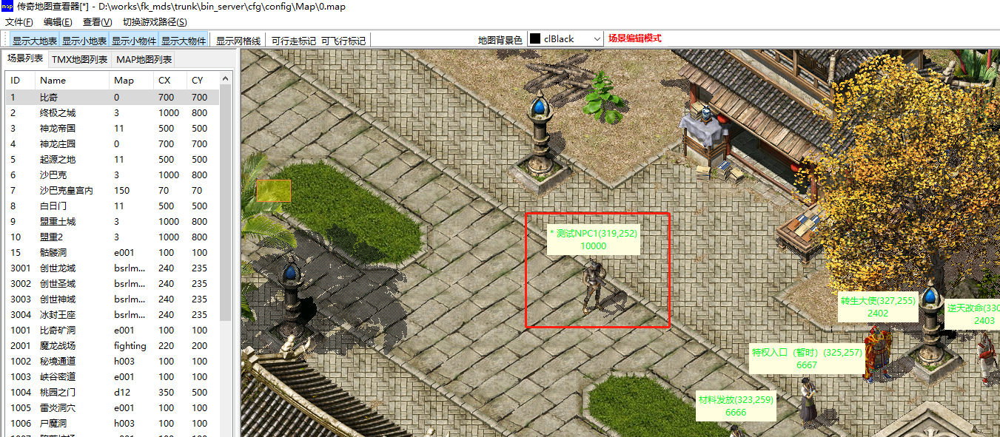 map 传奇地图查看器[*] - D:\works\fk_mds\trunk\bin_server\cfg\config\Map\0.map
文件(F) 编辑(E) 查看(V) 切换游戏路径(S)
显示大地表 显示小地表 显示小物件 显示大物件 显示网格线 可行走标记 可飞行标记 地图背景色 clBlack 场景编辑模式
场景列表 TMX地图列表 MAP地图列表
ID Name Map CX CY
1 比奇 0 700 700
2 终极之城 3 1000 800
3 神龙帝国 11 500 500
4 神龙庄园 0 700 700
5 起源之地 11 500 500
6 沙巴克 3 1000 800
7 沙巴克皇宫内 150 70 70
8 白日门 11 500 500
9 盟重土城 3 1000 800
10 盟重2 3 1000 800
15 骷髅洞 e001 100 100
3001 创世龙域 bsrlm... 240 235
3002 创世圣域 bsrlm... 240 235
3003 创世神域 bsrlm... 240 235
3004 冰封王座 bsrlm... 240 235
1001 比奇矿洞 e001 100 100
2001 魔龙战场 fighting 220 200
1002 秘境通道 h003 100 100
1003 峡谷密道 e001 100 100
1004 桃园之门 d12 350 500
1005 雷炎洞穴 e001 100 100
1006 尸魔洞 h003 100 100
* 测试NPC1(319,252)
10000
转生大使(327,255)
2402
逆天改命(330
2403
特权入口（暂时）(325,257)
6667
材料发放(323,259)
6666